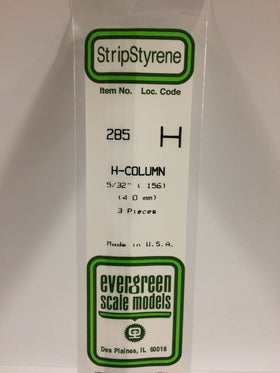 StripStyrene
Item No. Loc. Code
285 H
H-COLUMN
5/32" (.156)
(4.0 mm)
3 Pieces
Made in U.S.A.
evergreen
scale models
Des Plaines, IL 60018